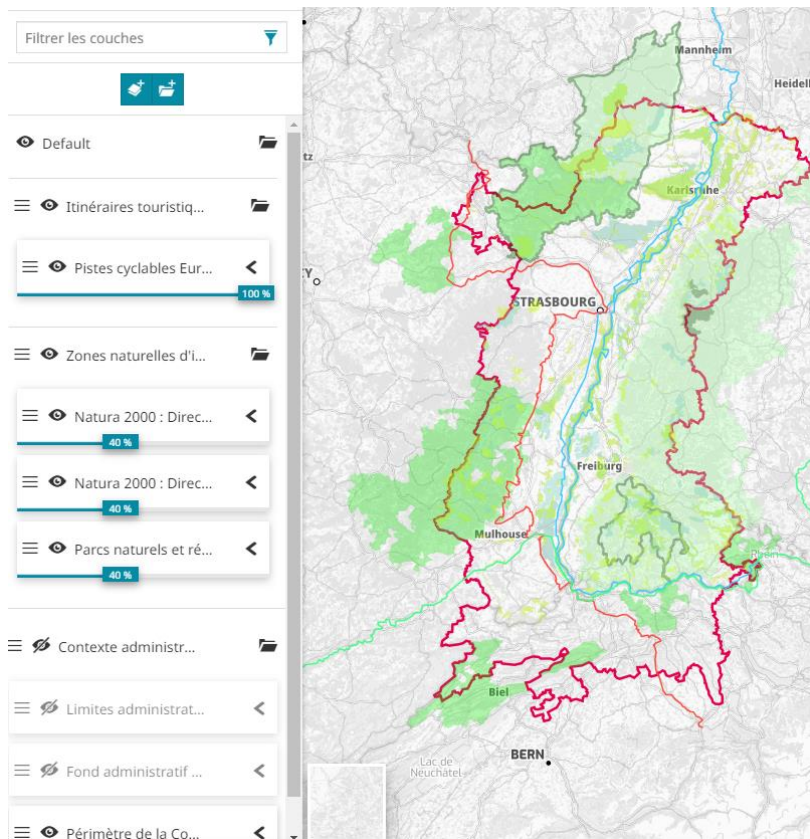 Filtrer les couches
Default
Itinéraires touristiq...
Pistes cyclables Eur...
100 %
Zones naturelles d'i...
Natura 2000 : Direc...
40 %
Natura 2000 : Direc...
40 %
Parcs naturels et ré...
40 %
Contexte administr...
Limites administrat...
Fond administratif ...
Périmètre de la Co...
Mannheim
Heidel
tz
Karlsruhe
Y
STRASBOURG
Freiburg
Mulhouse
Rhein
Biel
BERN
Lac de
Neuchâtel